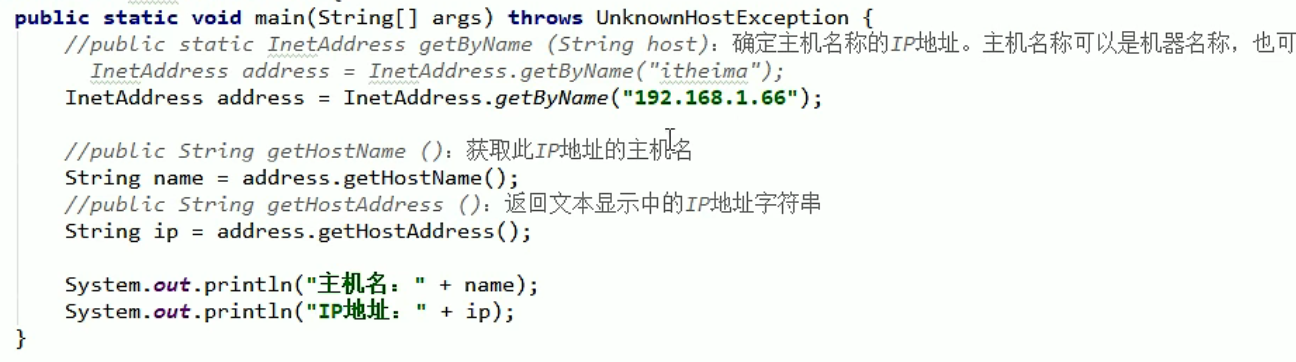 public static void main(String[] args) throws UnknownHostException {
//public static InetAddress getByName (String host)：确定主机名称的IP地址。主机名称可以是机器名称，也可
InetAddress address = InetAddress.getByName("itheima");
InetAddress address = InetAddress.getByName("192.168.1.66");
//public String getHostName ()：获取此IP地址的主机名
String name = address.getHostName();
//public String getHostAddress ()：返回文本显示中的IP地址字符串
String ip = address.getHostAddress();
System.out.println("主机名：" + name);
System.out.println("IP地址：" + ip);
}